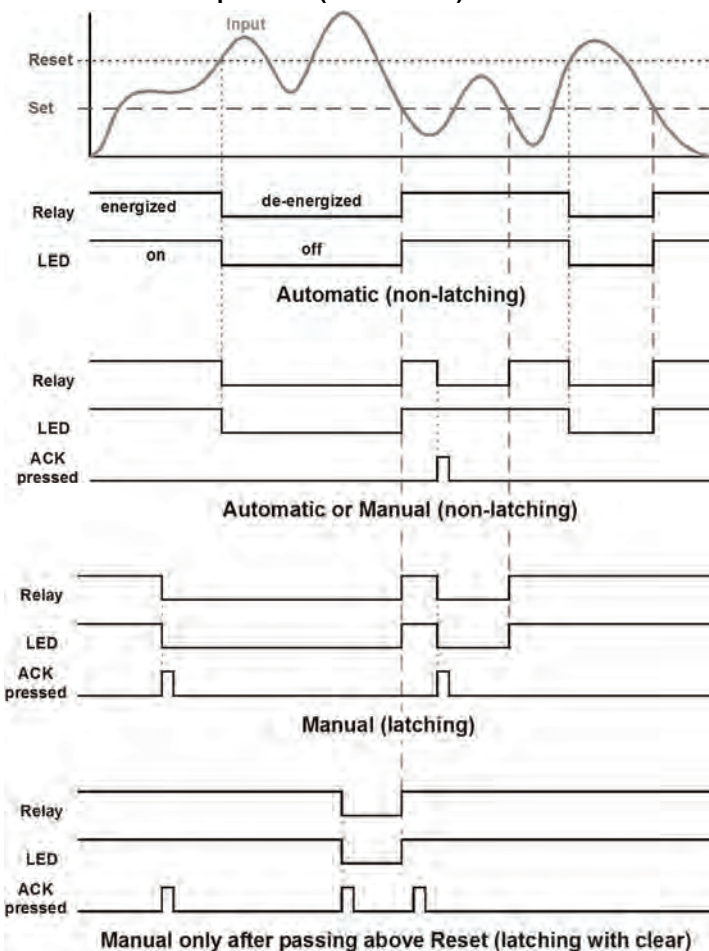 Input
Reset
Set
Relay energized de-energized
LED on off
Automatic (non-latching)
Relay
LED
ACK
pressed
Automatic or Manual (non-latching)
Relay
LED
ACK
pressed
Manual (latching)
Relay
LED
ACK
pressed
Manual only after passing above Reset (latching with clear)